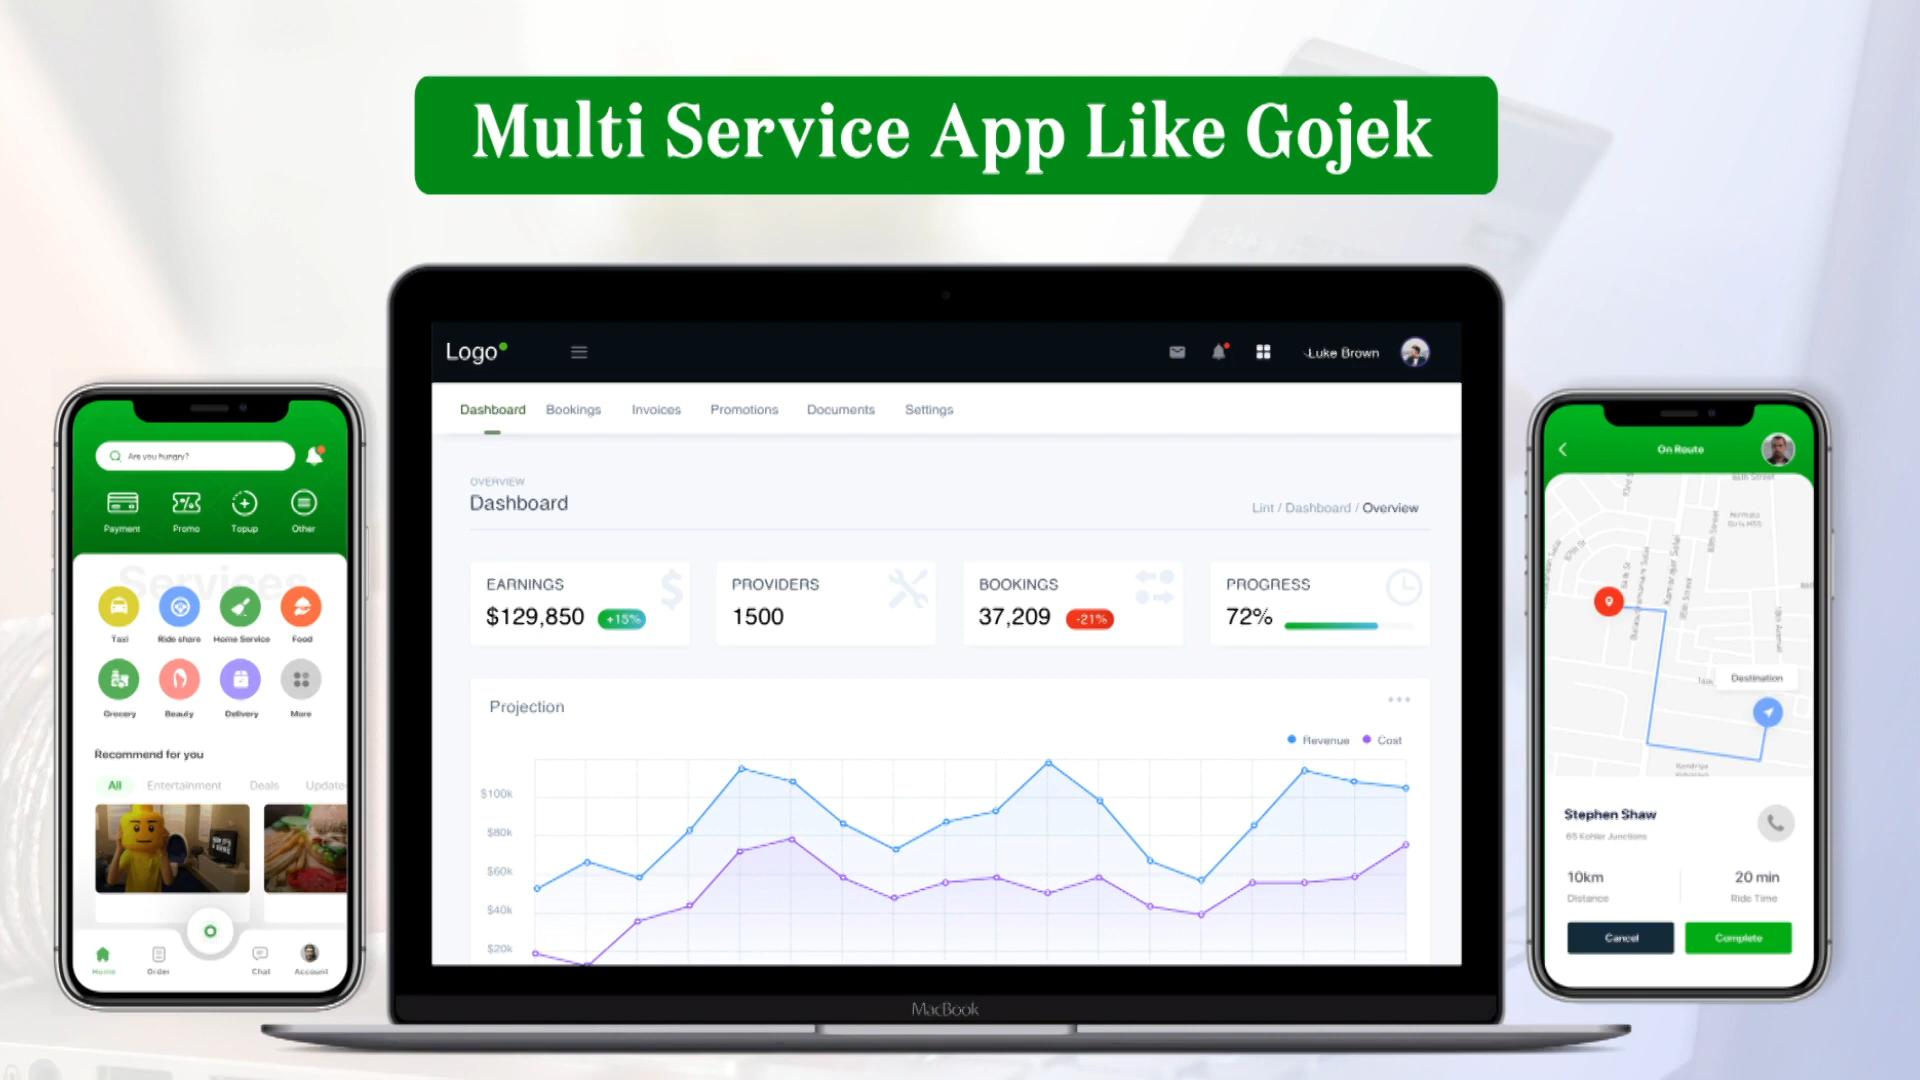 Multi Service App Like Gojek
Logo
Luke Brown
Dashboard Bookings Invoices Promotions Documents Settings
OVERVIEW
Dashboard
Lint / Dashboard / Overview
EARNINGS
$129,850 +15%
PROVIDERS
1500
BOOKINGS
37,209 -21%
PROGRESS
72%
Projection
Revenue Cost
$100k
$80k
$60k
$40k
$20k
MacBook
Are you hungry?
Payment Promo Topup Other
Services
Taxi Ride share Home Service Food
Grocery Beauty Delivery More
Recommend for you
All Entertainment Deals Update
Home Order Chat Account
On Route
Destination
Stephen Shaw
65 Kohler Junctions
10km 20 min
Distance Ride Time
Cancel Complete